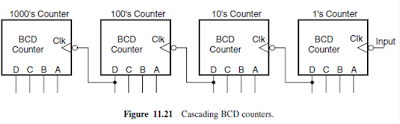 1000's Counter 100's Counter 10's Counter 1's Counter
BCD Clk BCD Clk BCD Clk BCD Clk Input
Counter Counter Counter Counter
D C B A D C B A D C B A D C B A
Figure 11.21 Cascading BCD counters.